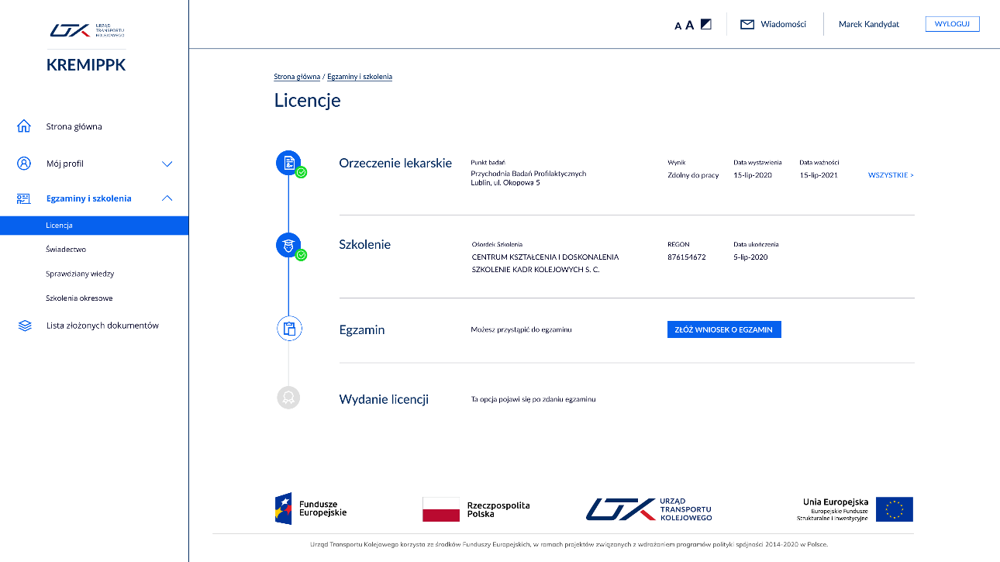 URZĄD
TRANSPORTU
KOLEJOWEGO
KREMIPPK
Strona główna
Mój profil
Egzaminy i szkolenia
Licencja
Świadectwo
Sprawdziany wiedzy
Szkolenia okresowe
Lista złożonych dokumentów
A A
Wiadomości
Marek Kandydat
WYLOGUJ
Strona główna / Egzaminy i szkolenia
Licencje
Orzeczenie lekarskie
Punkt badań
Przychodnia Badań Profilaktycznych
Lublin, ul. Okopowa 5
Wynik
Zdolny do pracy
Data wystawienia
15-lip-2020
Data ważności
15-lip-2021
WSZYSTKIE >
Szkolenie
Ośordek Szkolenia
CENTRUM KSZTAŁCENIA I DOSKONALENIA
SZKOLENIE KADR KOLEJOWYCH S. C.
REGON
876154672
Data ukończenia
5-lip-2020
Egzamin
Możesz przystąpić do egzaminu
ZŁÓŻ WNIOSEK O EGZAMIN
Wydanie licencji
Ta opcja pojawi się po zdaniu egzaminu
Fundusze
Europejskie
Rzeczpospolita
Polska
URZĄD
TRANSPORTU
KOLEJOWEGO
Unia Europejska
Europejskie Fundusze
Strukturalne i Inwestycyjne
Urząd Transportu Kolejowego korzysta ze środków Funduszy Europejskich, w ramach projektów związanych z wdrażaniem programów polityki spójności 2014-2020 w Polsce.